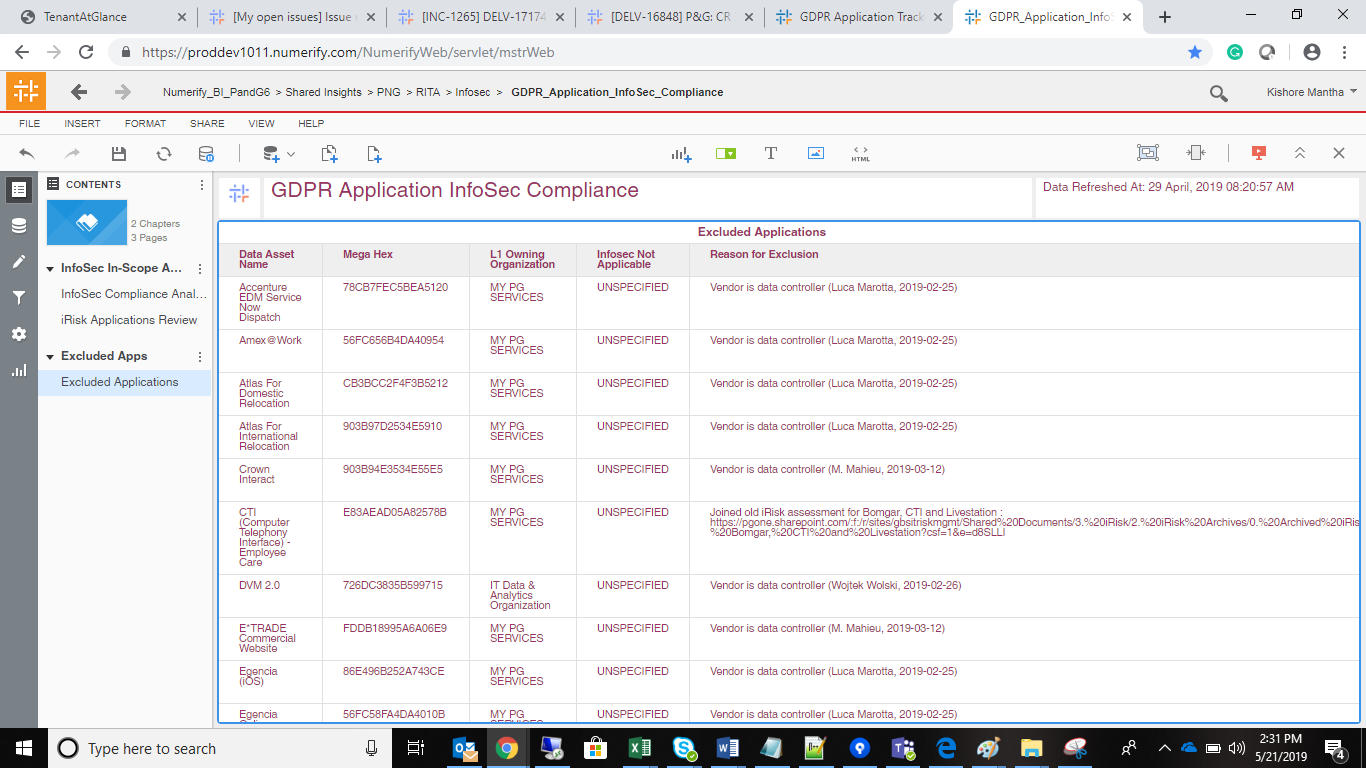 TenantAtGlance
[My open issues] Issue
[INC-1265] DELV-17174
[DELV-16848] P&G: CR
GDPR Application Track
GDPR_Application_InfoS
https://proddev1011.numerify.com/NumerifyWeb/servlet/mstrWeb
Numerify_BI_PandG6 > Shared Insights > PNG > RITA > Infosec > GDPR_Application_InfoSec_Compliance
Kishore Mantha
FILE INSERT FORMAT SHARE VIEW HELP
T
HTML
CONTENTS
2 Chapters
3 Pages
InfoSec In-Scope A...
InfoSec Compliance Anal...
iRisk Applications Review
Excluded Apps
Excluded Applications
GDPR Application InfoSec Compliance
Data Refreshed At: 29 April, 2019 08:20:57 AM
Excluded Applications
Data Asset Mega Hex L1 Owning Infosec Not Reason for Exclusion
Name Organization Applicable
Accenture 78CB7FEC5BEA5120 MY PG UNSPECIFIED Vendor is data controller (Luca Marotta, 2019-02-25)
EDM Service SERVICES
Now
Dispatch
Amex@Work 56FC656B4DA40954 MY PG UNSPECIFIED Vendor is data controller (Luca Marotta, 2019-02-25)
SERVICES
Atlas For CB3BCC2F4F3B5212 MY PG UNSPECIFIED Vendor is data controller (Luca Marotta, 2019-02-25)
Domestic SERVICES
Relocation
Atlas For 903B97D2534E5910 MY PG UNSPECIFIED Vendor is data controller (Luca Marotta, 2019-02-25)
International SERVICES
Relocation
Crown 903B94E3534E55E5 MY PG UNSPECIFIED Vendor is data controller (M. Mahieu, 2019-03-12)
Interact SERVICES
CTI E83AEAD05A82578B MY PG UNSPECIFIED Joined old iRisk assessment for Bomgar, CTI and Livestation :
(Computer SERVICES https://pgone.sharepoint.com/:f:/r/sites/gbsitriskmgmt/Shared%20Documents/3.%20iRisk/2.%20iRisk%20Archives/0.%20Archived%20iRis
Telephony %20Bomgar,%20CTI%20and%20Livestation?csf=1&e=d8SLLl
Interface) -
Employee
Care
DVM 2.0 726DC3835B599715 IT Data & UNSPECIFIED Vendor is data controller (Wojtek Wolski, 2019-02-26)
Analytics
Organization
E*TRADE FDDB18995A6A06E9 MY PG UNSPECIFIED Vendor is data controller (M. Mahieu, 2019-03-12)
Commercial SERVICES
Website
Egencia 86E496B252A743CE MY PG UNSPECIFIED Vendor is data controller (Luca Marotta, 2019-02-25)
(iOS) SERVICES
Egencia 56FC58FA4DA4010B MY PG UNSPECIFIED Vendor is data controller (Luca Marotta, 2019-02-25)
Type here to search
2:31 PM
5/21/2019
4